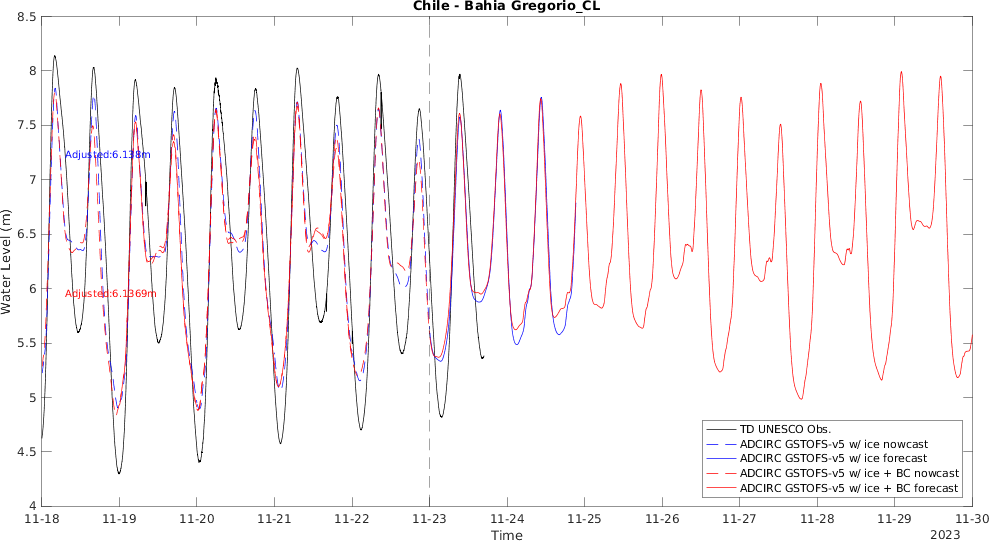 Chile - Bahia Gregorio_CL
Water Level (m)
8.5
8
7.5
7
6.5
6
5.5
5
4.5
4
Adjusted:6.138m
Adjusted:6.1369m
TD UNESCO Obs.
ADCIRC GSTOFS-v5 w/ ice nowcast
ADCIRC GSTOFS-v5 w/ ice forecast
ADCIRC GSTOFS-v5 w/ ice + BC nowcast
ADCIRC GSTOFS-v5 w/ ice + BC forecast
11-18 11-19 11-20 11-21 11-22 11-23 11-24 11-25 11-26 11-27 11-28 11-29 11-30
Time
2023